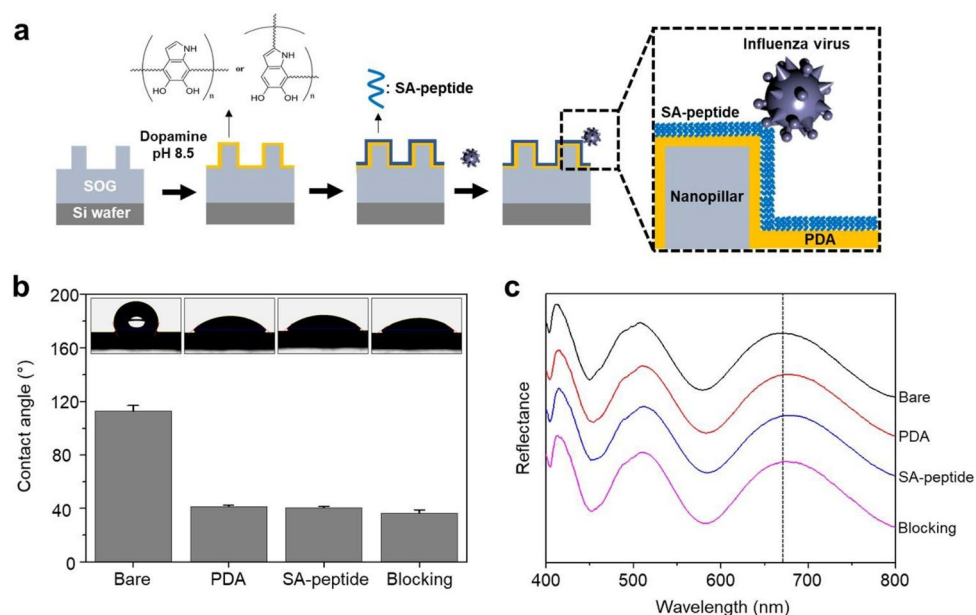 a
NH
HO
OH
n
or
NH
HO
OH
n
: SA-peptide
Dopamine
pH 8.5
SOG
Si wafer
Influenza virus
SA-peptide
Nanopillar
PDA
b
200
160
120
80
40
0
Contact angle (°)
Bare
PDA
SA-peptide
Blocking
c
Reflectance
Bare
PDA
SA-peptide
Blocking
400
500
600
700
800
Wavelength (nm)